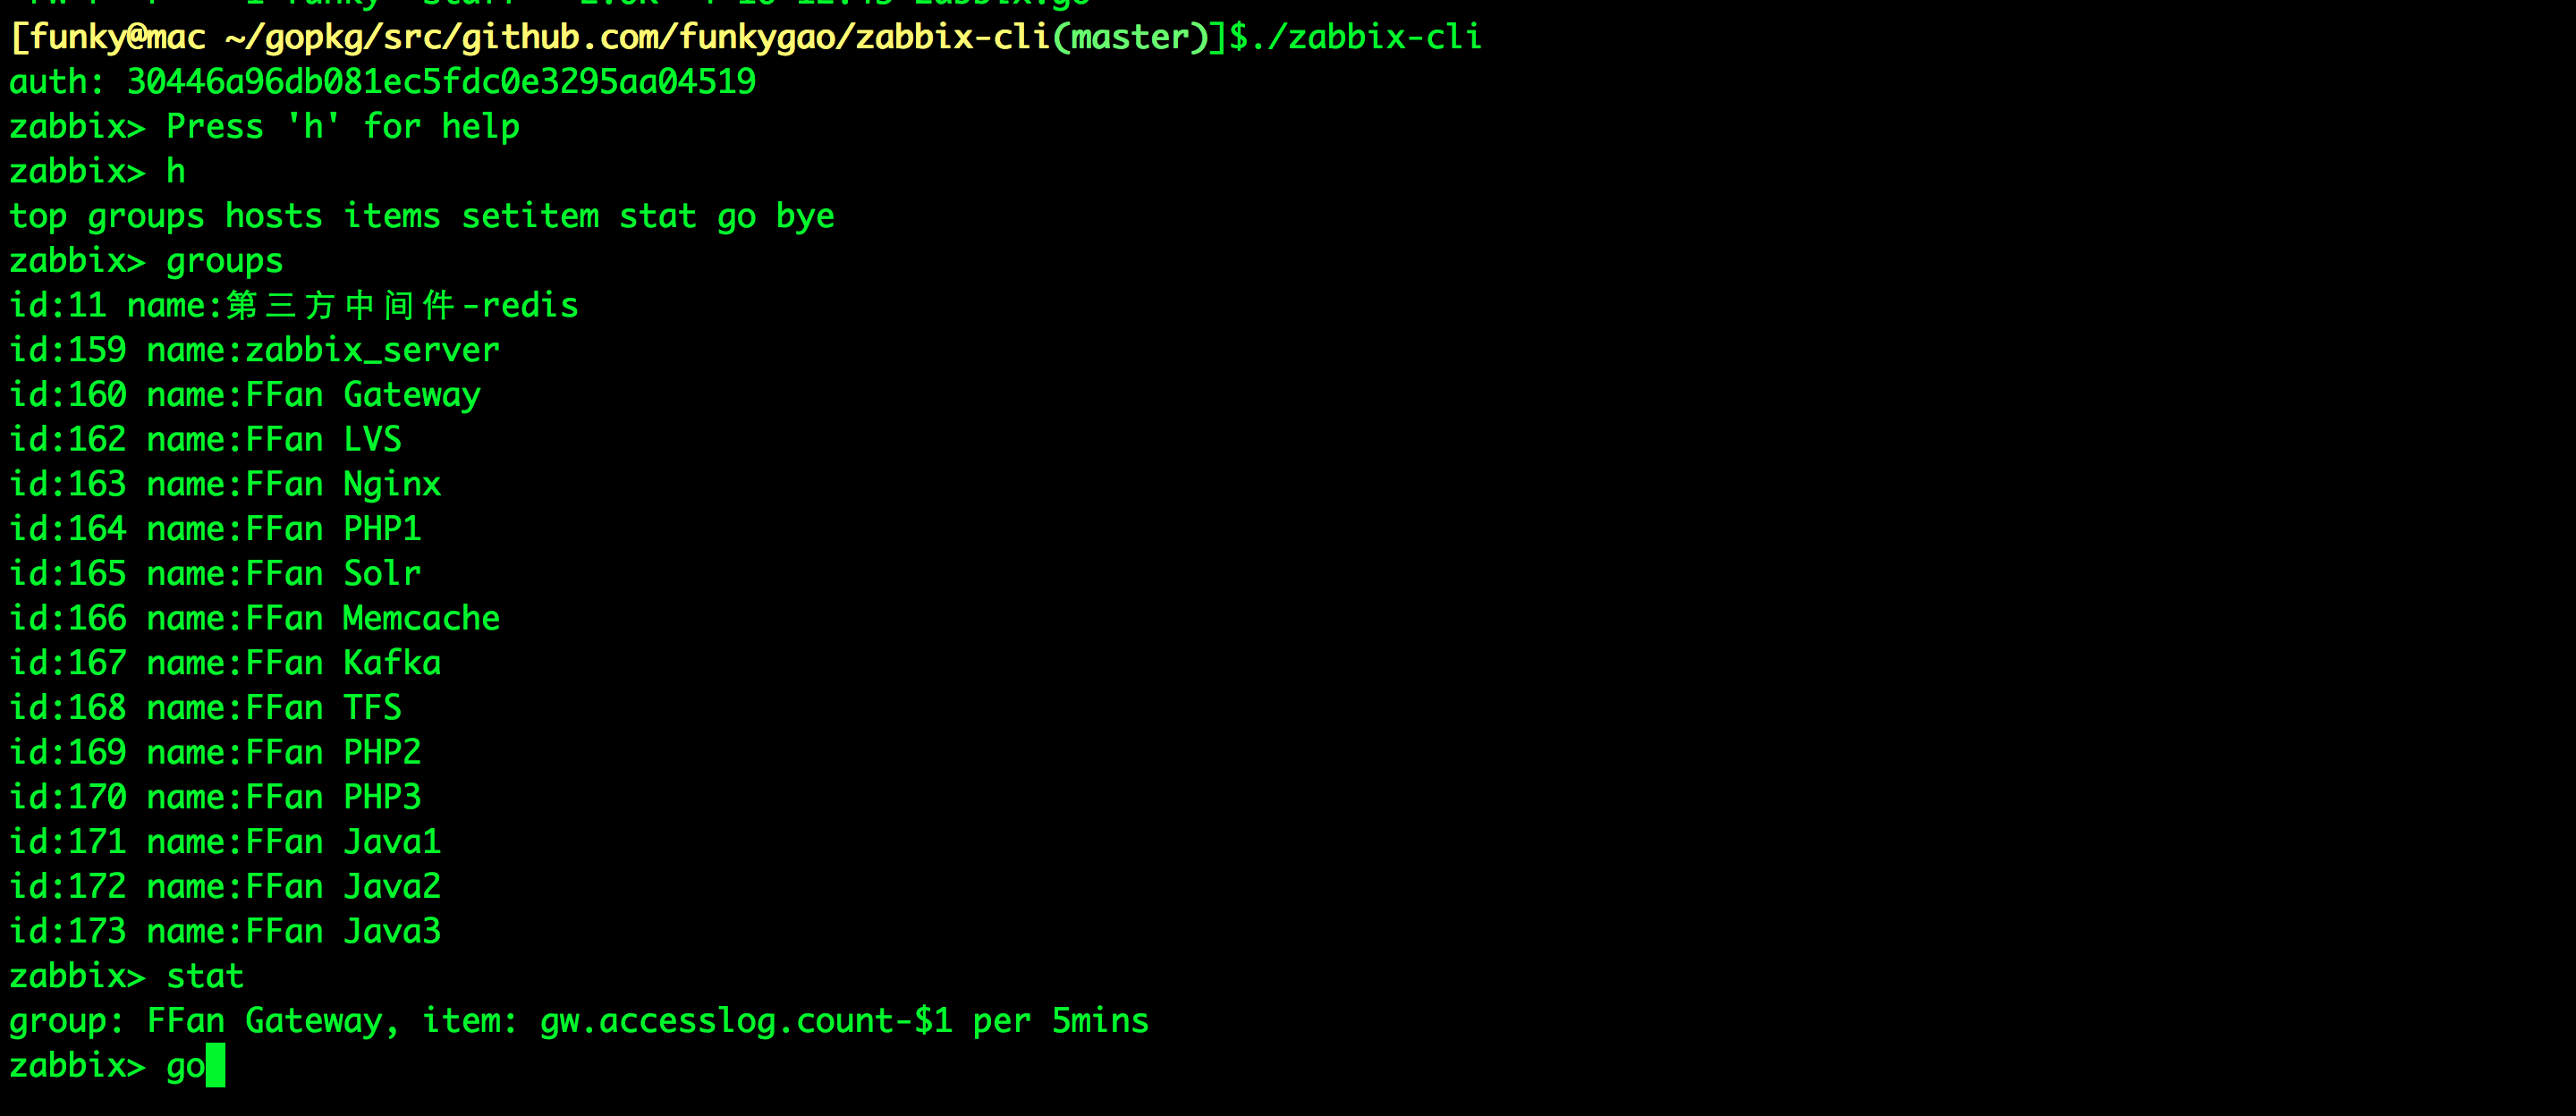 [funky@mac ~/gopkg/src/github.com/funkygao/zabbix-cli(master)]$./zabbix-cli
auth: 30446a96db081ec5fdc0e3295aa04519
zabbix> Press 'h' for help
zabbix> h
top groups hosts items setitem stat go bye
zabbix> groups
id:11 name:第三方中间件-redis
id:159 name:zabbix_server
id:160 name:FFan Gateway
id:162 name:FFan LVS
id:163 name:FFan Nginx
id:164 name:FFan PHP1
id:165 name:FFan Solr
id:166 name:FFan Memcache
id:167 name:FFan Kafka
id:168 name:FFan TFS
id:169 name:FFan PHP2
id:170 name:FFan PHP3
id:171 name:FFan Java1
id:172 name:FFan Java2
id:173 name:FFan Java3
zabbix> stat
group: FFan Gateway, item: gw.accesslog.count-$1 per 5mins
zabbix> go